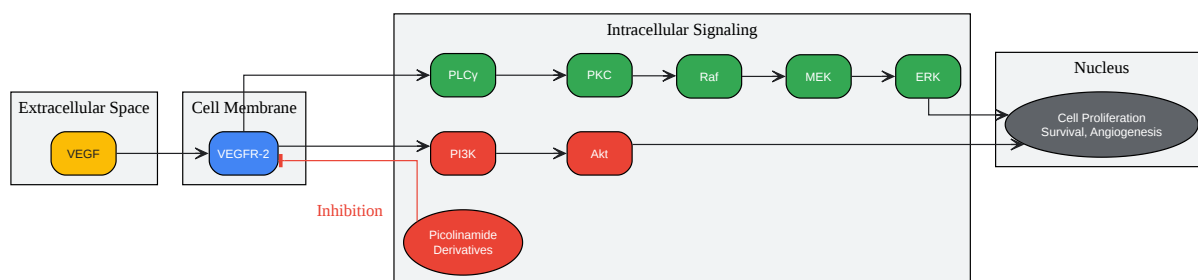 Intracellular Signaling
PLCγ
PKC
Raf
MEK
ERK
Nucleus
Extracellular Space
Cell Membrane
Cell Proliferation
Survival, Angiogenesis
VEGF
VEGFR-2
PI3K
Akt
Inhibition
Picolinamide
Derivatives